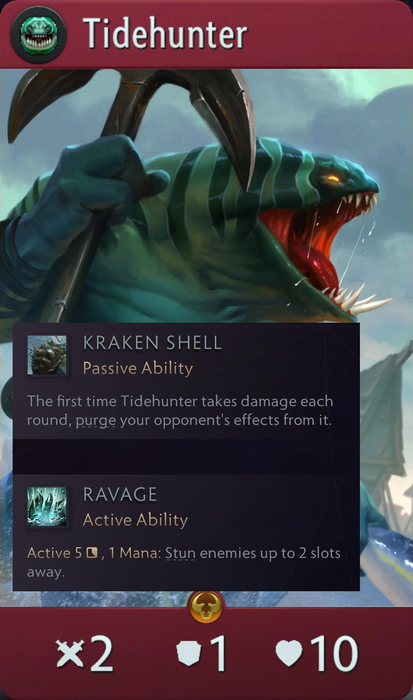 Tidehunter
KRAKEN SHELL
Passive Ability
The first time Tidehunter takes damage each
round, purge your opponent's effects from it.
RAVAGE
Active Ability
Active 5 , 1 Mana: Stun enemies up to 2 slots
away.
2 1 10